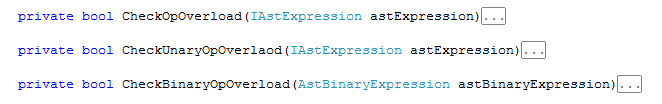 private bool CheckOpOverload(IAstExpression astExpression)...
private bool CheckUnaryOpOverlaod(IAstExpression astExpression)...
private bool CheckBinaryOpOverload(AstBinaryExpression astBinaryExpression)...